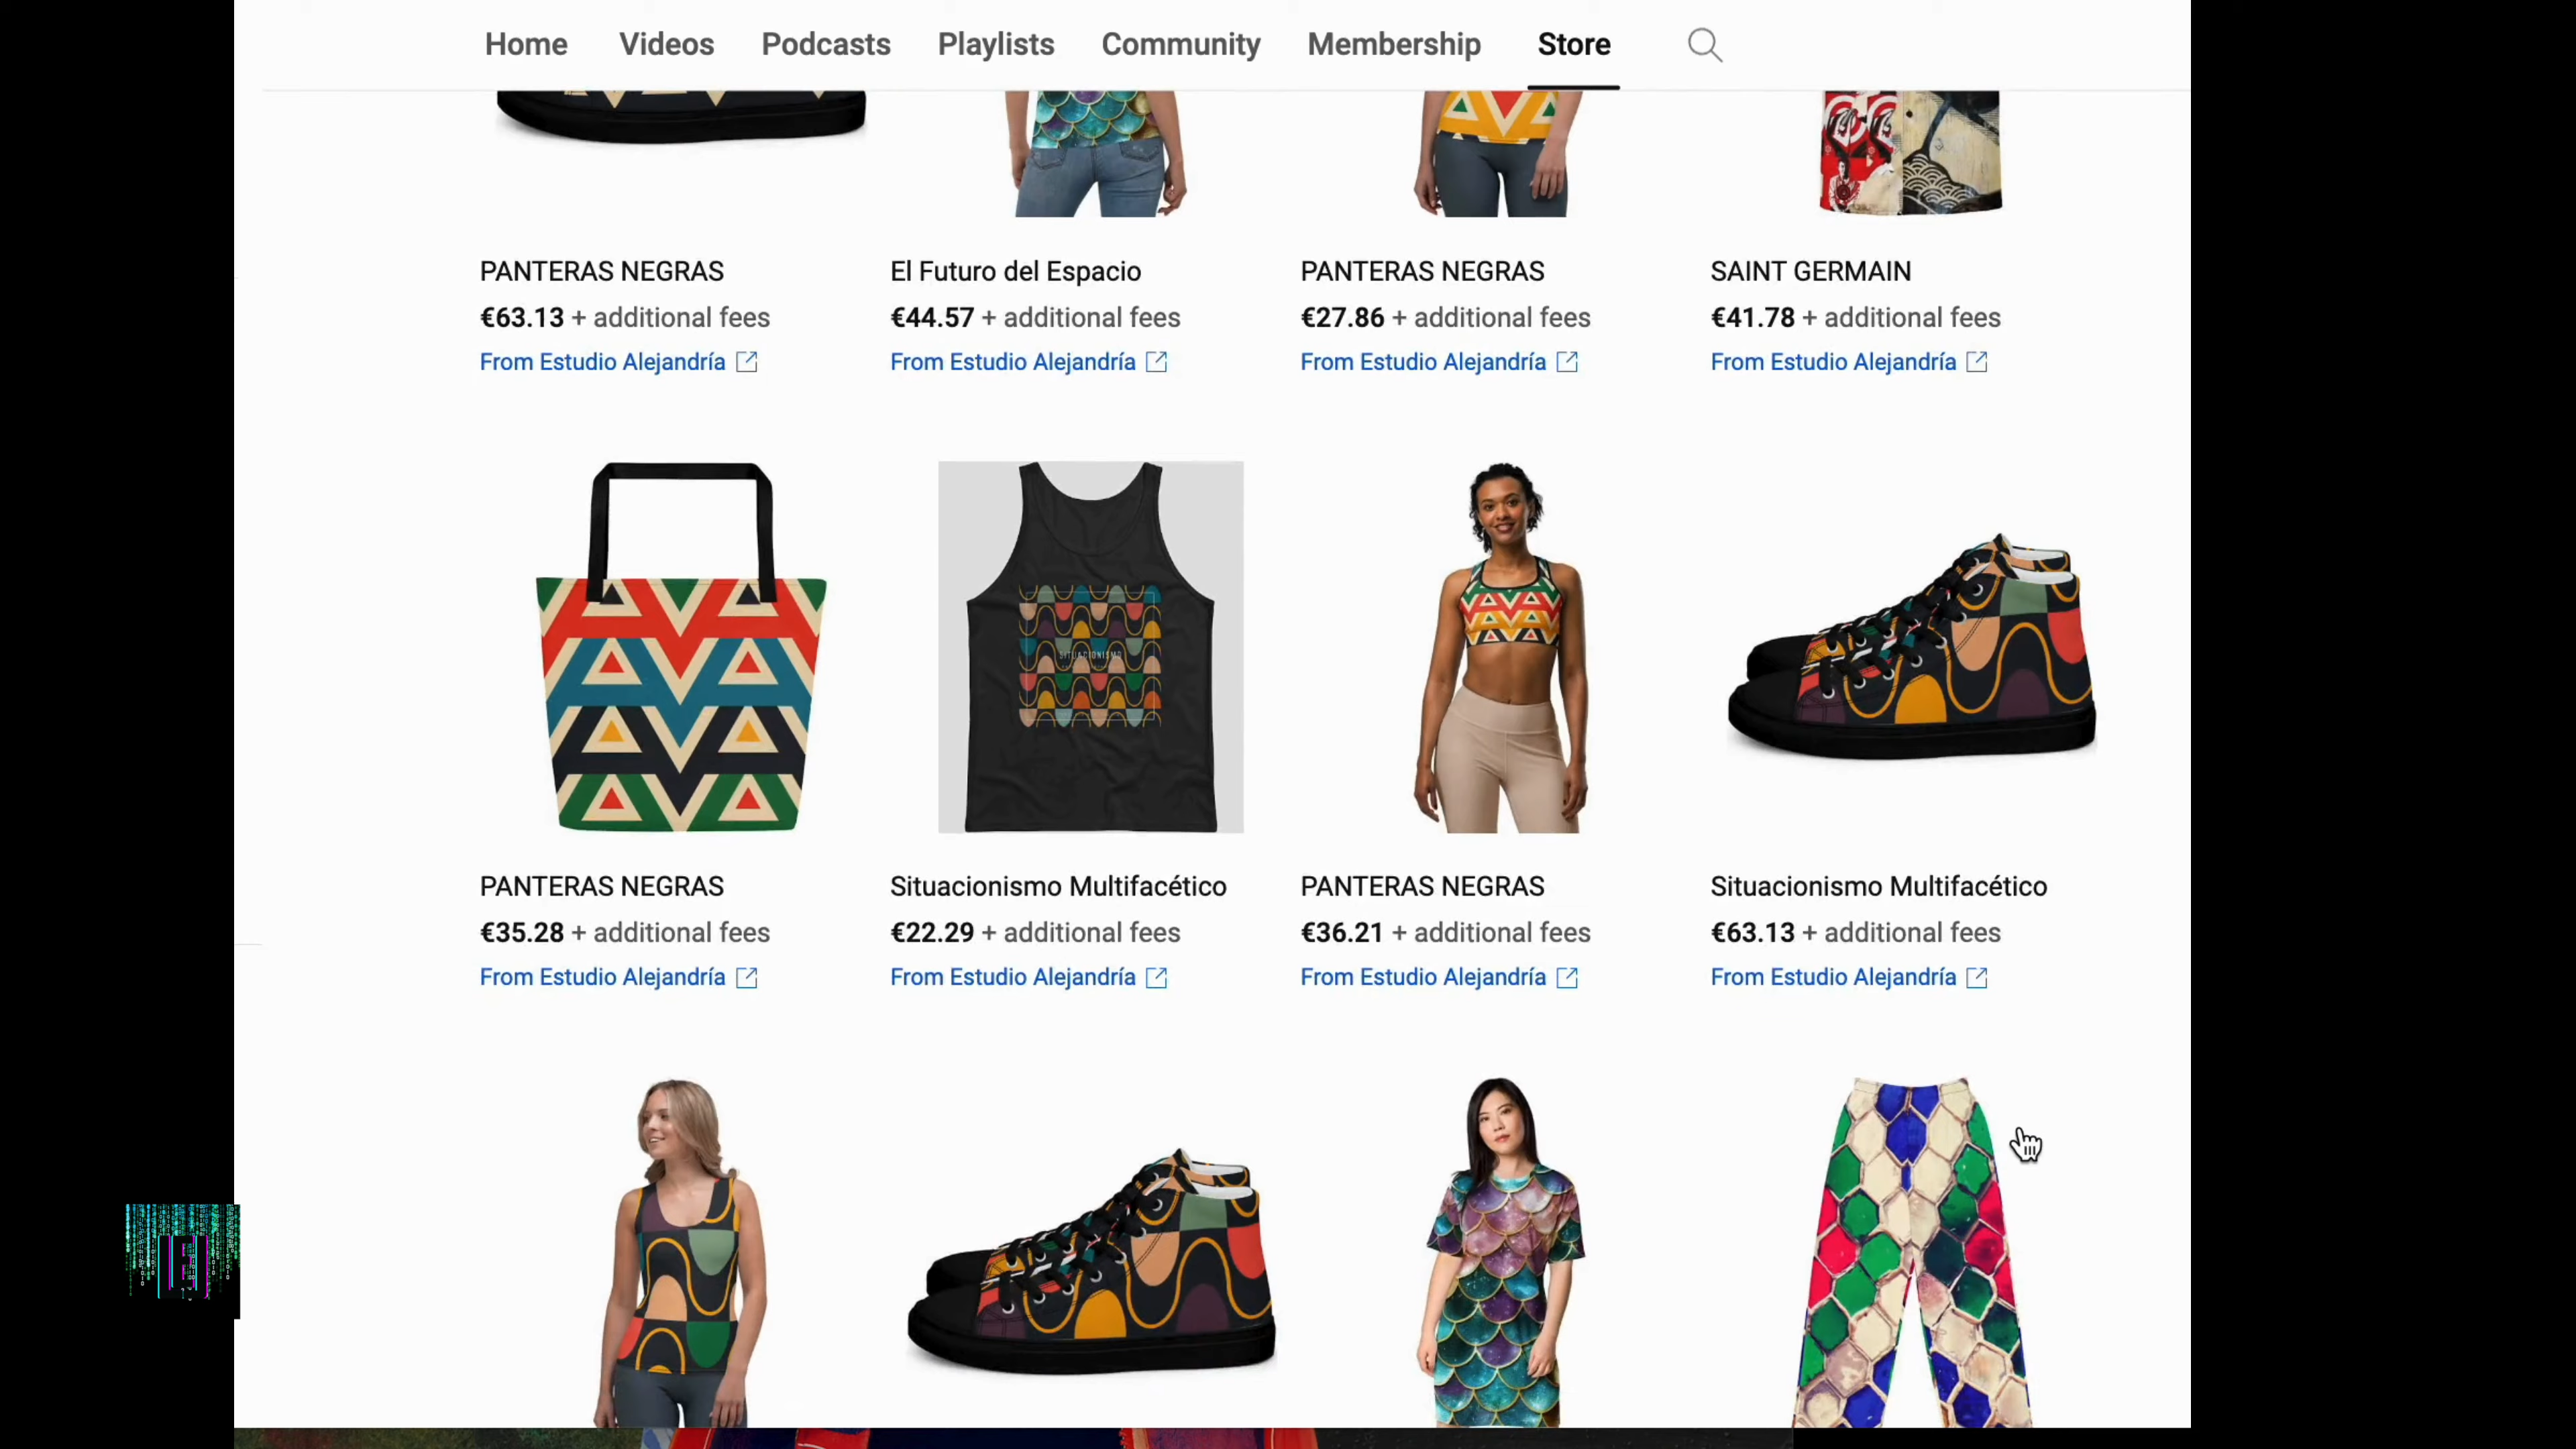 Home Videos Podcasts Playlists Community Membership Store
PANTERAS NEGRAS
€63.13 + additional fees
From Estudio Alejandría
El Futuro del Espacio
€44.57 + additional fees
From Estudio Alejandría
PANTERAS NEGRAS
€27.86 + additional fees
From Estudio Alejandría
SAINT GERMAIN
€41.78 + additional fees
From Estudio Alejandría
SITUACIONISMO
PANTERAS NEGRAS
€35.28 + additional fees
From Estudio Alejandría
Situacionismo Multifacético
€22.29 + additional fees
From Estudio Alejandría
PANTERAS NEGRAS
€36.21 + additional fees
From Estudio Alejandría
Situacionismo Multifacético
€63.13 + additional fees
From Estudio Alejandría